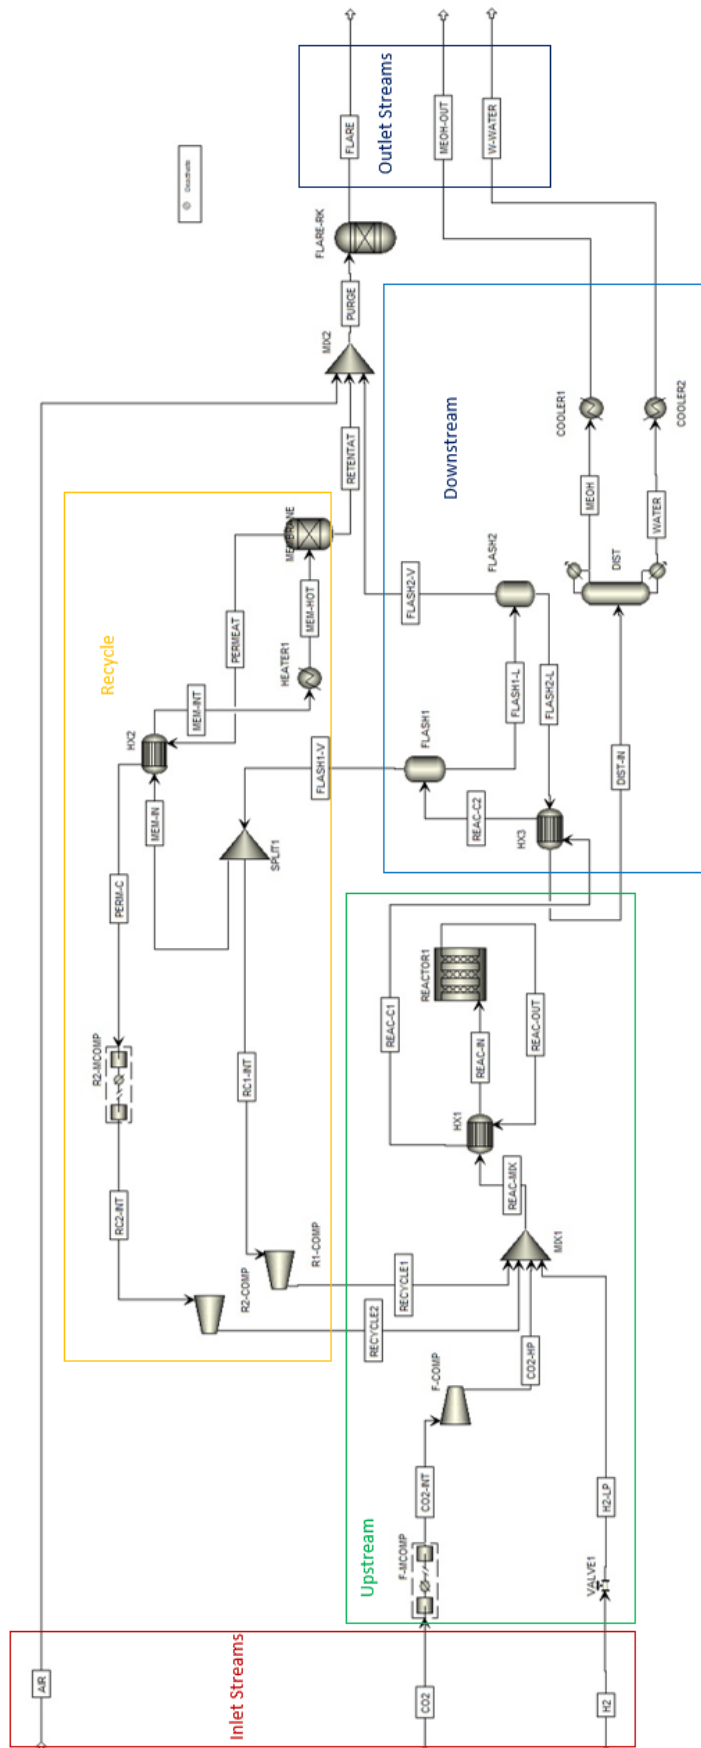 Inlet Streams
AIR
CO2
H2
Upstream
F-MCOMP
CO2-INT
F-COMP
CO2-HP
VALVE1
H2-LP
MIX1
REAC-MIX
HX1
REAC-IN
REACTOR1
REAC-OUT
REAC-C1
Recycle
RECYCLE2
RECYCLE1
R2-COMP
R1-COMP
RC2-INT
RC1-INT
R2-MCOMP
PERM-C
SPLIT1
MEM-IN
HX2
MEM-INT
PERMEAT
HEATER1
MEM-HOT
MEMBRANE
FLASH1-V
Downstream
HX3
REAC-C2
FLASH1
FLASH1-L
FLASH2-L
FLASH2
FLASH2-V
DIST-IN
DIST
MEOH
WATER
COOLER1
COOLER2
RETENTAT
MIX2
PURGE
FLARE-RK
Outlet Streams
FLARE
MEOH-OUT
W-WATER